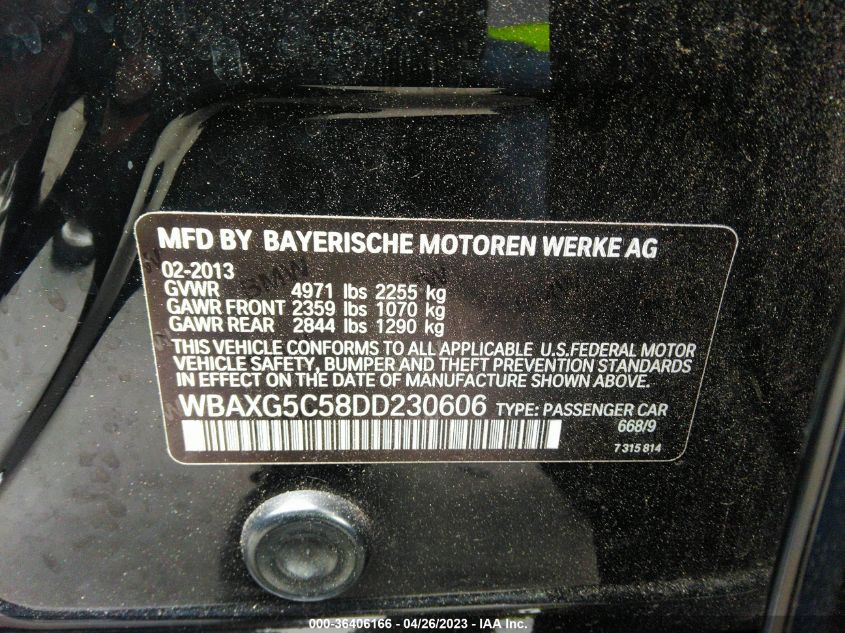 MFD BY BAYERISCHE MOTOREN WERKE AG
02-2013
GVWR 4971 lbs 2255 kg
GAWR FRONT 2359 lbs 1070 kg
GAWR REAR 2844 lbs 1290 kg
THIS VEHICLE CONFORMS TO ALL APPLICABLE U.S.FEDERAL MOTOR
VEHICLE SAFETY, BUMPER AND THEFT PREVENTION STANDARDS
IN EFFECT ON THE DATE OF MANUFACTURE SHOWN ABOVE.
WBAXG5C58DD230606 TYPE: PASSENGER CAR
668/9
7 315 814
000-36406166 - 04/26/2023 - IAA Inc.